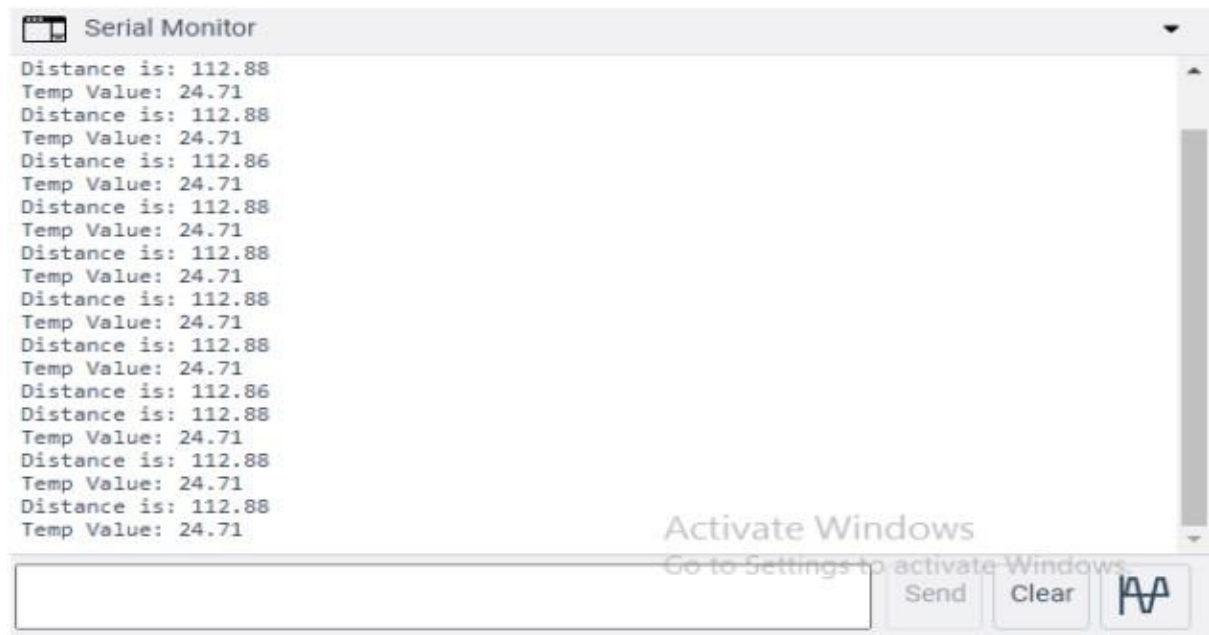 Serial Monitor
Distance is: 112.88
Temp Value: 24.71
Distance is: 112.88
Temp Value: 24.71
Distance is: 112.86
Temp Value: 24.71
Distance is: 112.88
Temp Value: 24.71
Distance is: 112.88
Temp Value: 24.71
Distance is: 112.88
Temp Value: 24.71
Distance is: 112.88
Temp Value: 24.71
Distance is: 112.86
Distance is: 112.88
Temp Value: 24.71
Distance is: 112.88
Temp Value: 24.71
Distance is: 112.88
Temp Value: 24.71
Activate Windows
Go to Settings to activate Windows.
Send Clear